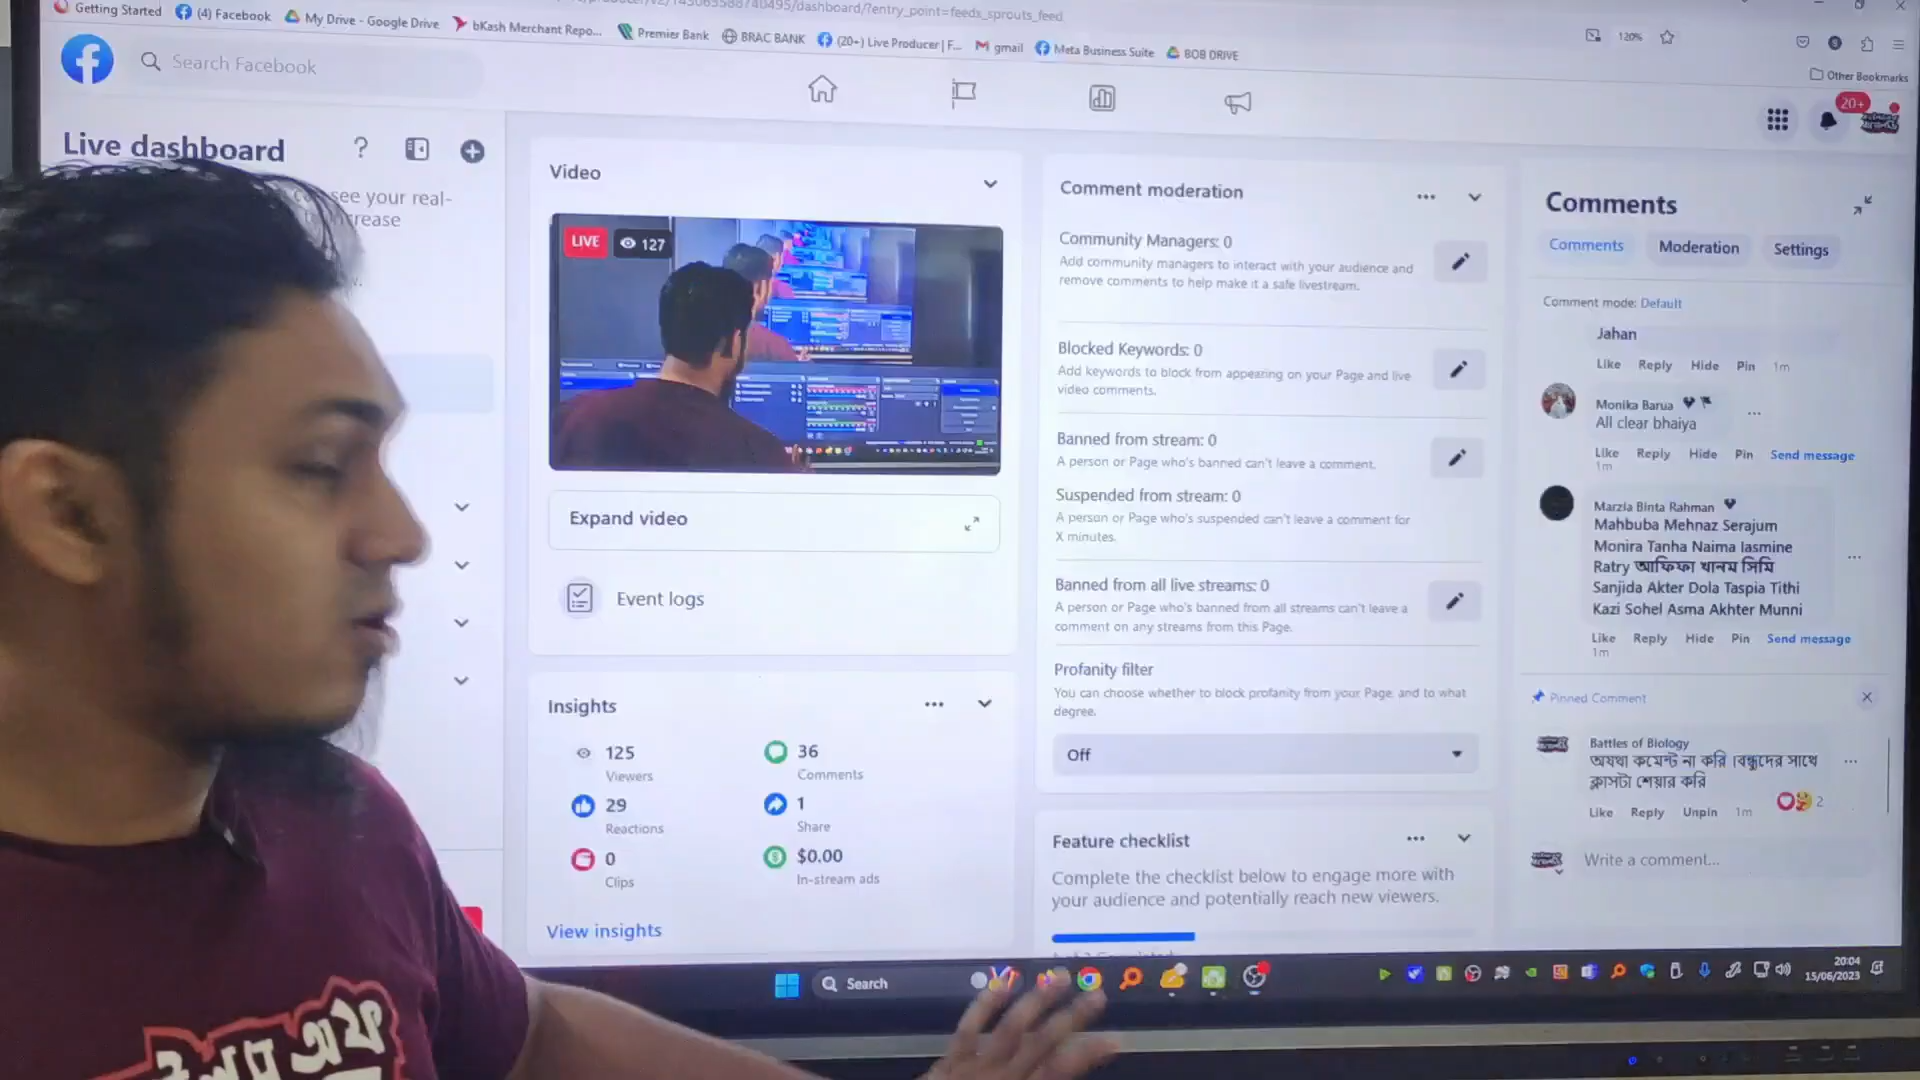 /dashboard/?entry_point=feeds_sprouts_feed
Getting Started
(4) Facebook
My Drive - Google Drive
bKash Merchant Repo...
Premier Bank
BRAC BANK
(20+) Live Producer | F...
gmail
Meta Business Suite
BOB DRIVE
120%
Other Bookmarks
Search Facebook
20+
Live dashboard
see your real-
Video
LIVE
127
Expand video
Event logs
Insights
125
Viewers
36
Comments
29
Reactions
1
Share
0
Clips
$0.00
In-stream ads
View insights
Comment moderation
Community Managers: 0
Add community managers to interact with your audience and
remove comments to help make it a safe livestream.
Blocked Keywords: 0
Add keywords to block from appearing on your Page and live
video comments.
Banned from stream: 0
A person or Page who's banned can't leave a comment.
Suspended from stream: 0
A person or Page who's suspended can't leave a comment for
X minutes.
Banned from all live streams: 0
A person or Page who's banned from all streams can't leave a
comment on any streams from this Page.
Profanity filter
You can choose whether to block profanity from your Page, and to what
degree.
Off
Feature checklist
Complete the checklist below to engage more with
your audience and potentially reach new viewers.
Comments
Comments
Moderation
Settings
Comment mode: Default
Jahan
Like Reply Hide Pin 1m
Monika Barua
All clear bhaiya
Like Reply Hide Pin Send message
1m
Marzia Binta Rahman
Mahbuba Mehnaz Serajum
Monira Tanha Naima Iasmine
Ratry আফিফা খানম সিমি
Sanjida Akter Dola Taspia Tithi
Kazi Sohel Asma Akhter Munni
Like Reply Hide Pin Send message
1m
Pinned Comment
Battles of Biology
অযথা কমেন্ট না করি। বন্ধুদের সাথে
ক্লাসটা শেয়ার করি
2
Like Reply Unpin 1m
Write a comment...
Search
20:04
15/06/2023